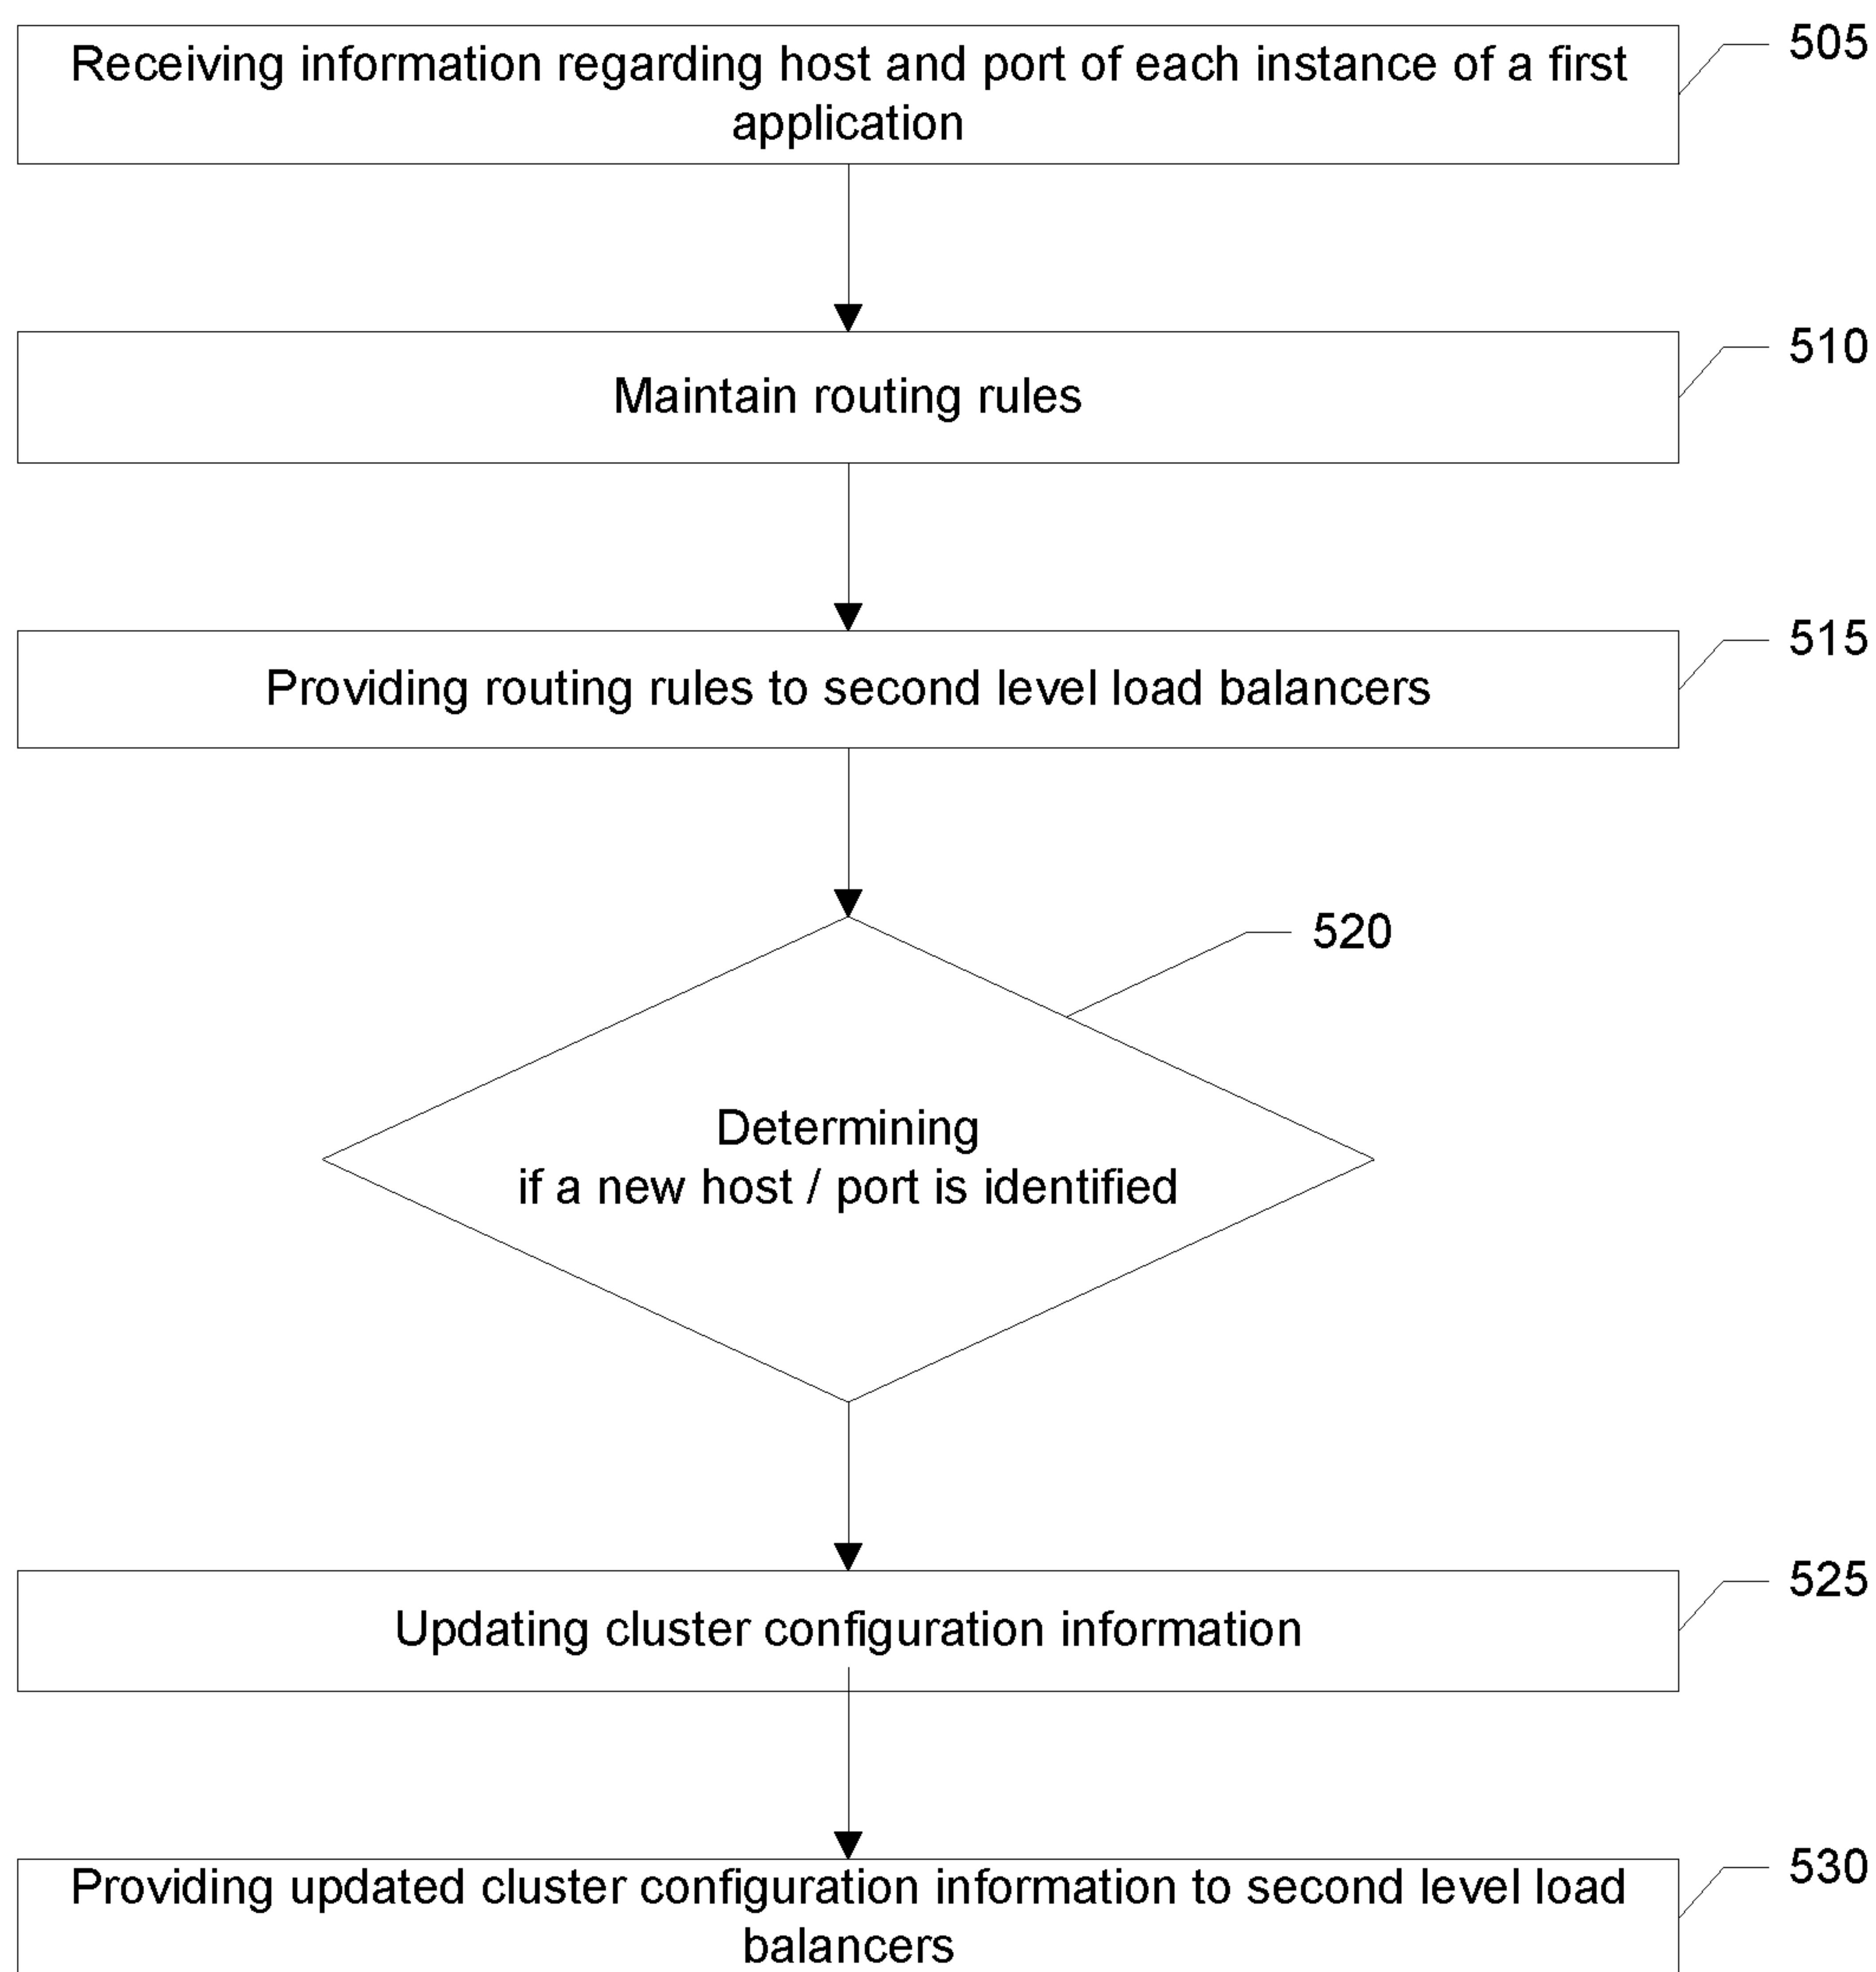 Receiving information regarding host and port of each instance of a first
application
505
Maintain routing rules
510
Providing routing rules to second level load balancers
515
520
Determining
if a new host / port is identified
Updating cluster configuration information
525
Providing updated cluster configuration information to second level load
balancers
530